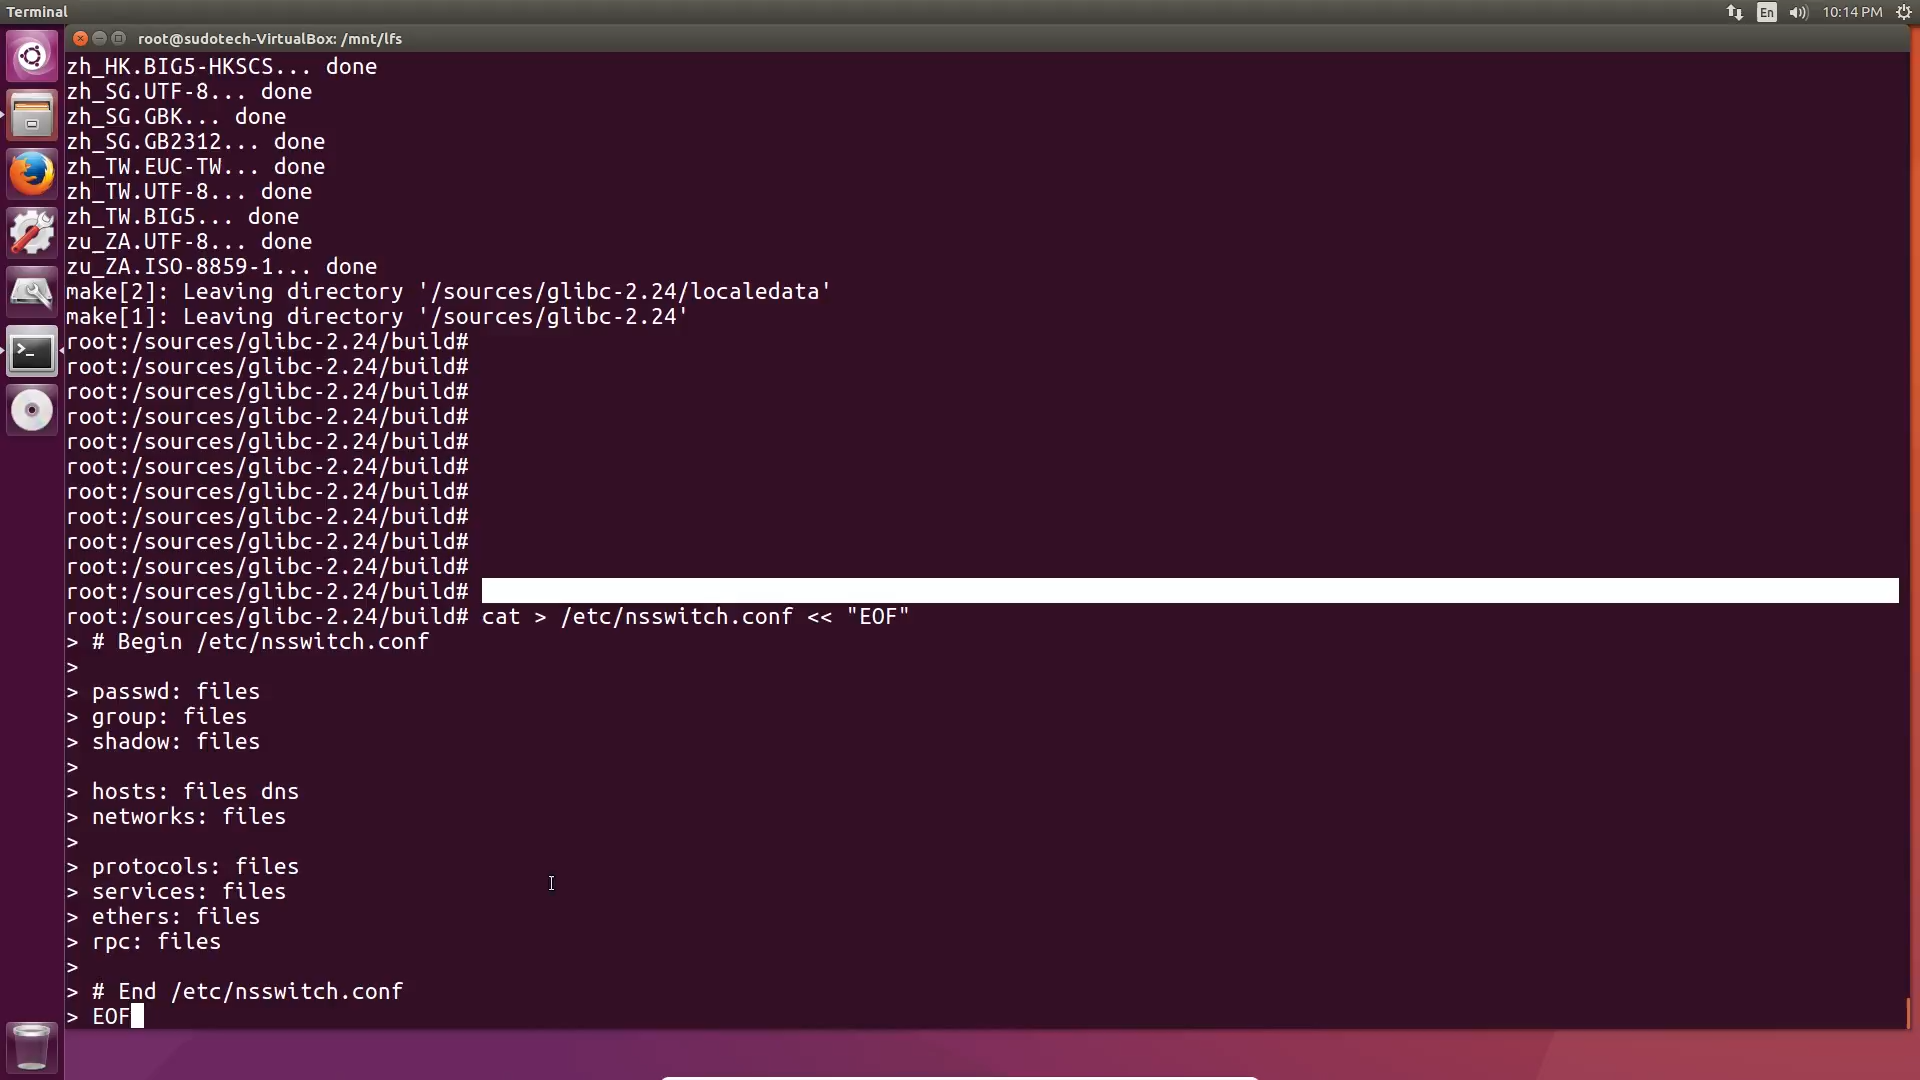 Terminal
En
10:14 PM
root@sudotech-VirtualBox: /mnt/lfs
zh_HK.BIG5-HKSCS... done
zh_SG.UTF-8... done
zh_SG.GBK... done
zh_SG.GB2312... done
zh_TW.EUC-TW... done
zh_TW.UTF-8... done
zh_TW.BIG5... done
zu_ZA.UTF-8... done
zu_ZA.ISO-8859-1... done
make[2]: Leaving directory '/sources/glibc-2.24/localedata'
make[1]: Leaving directory '/sources/glibc-2.24'
root:/sources/glibc-2.24/build#
root:/sources/glibc-2.24/build#
root:/sources/glibc-2.24/build#
root:/sources/glibc-2.24/build#
root:/sources/glibc-2.24/build#
root:/sources/glibc-2.24/build#
root:/sources/glibc-2.24/build#
root:/sources/glibc-2.24/build#
root:/sources/glibc-2.24/build#
root:/sources/glibc-2.24/build#
root:/sources/glibc-2.24/build#
root:/sources/glibc-2.24/build# cat > /etc/nsswitch.conf << "EOF"
> # Begin /etc/nsswitch.conf
>
> passwd: files
> group: files
> shadow: files
>
> hosts: files dns
> networks: files
>
> protocols: files
> services: files
> ethers: files
> rpc: files
>
> # End /etc/nsswitch.conf
> EOF